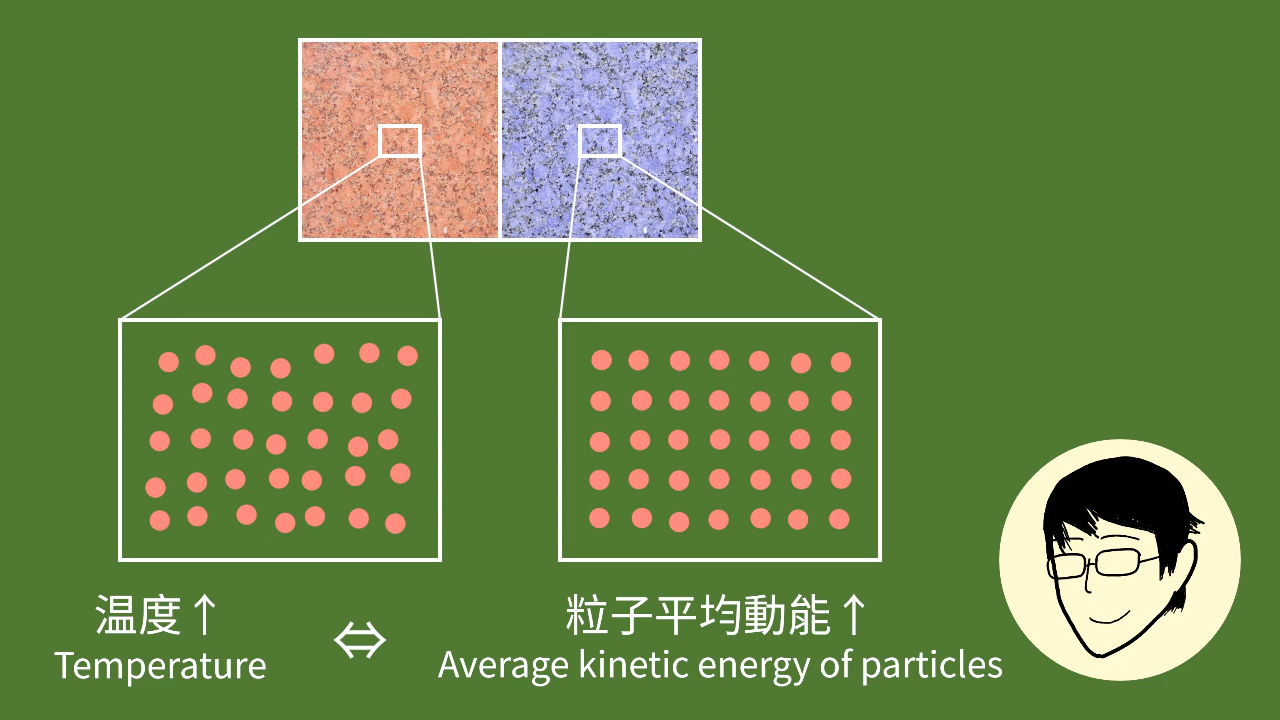 温度↑
Temperature
⇔
粒子平均動能↑
Average kinetic energy of particles